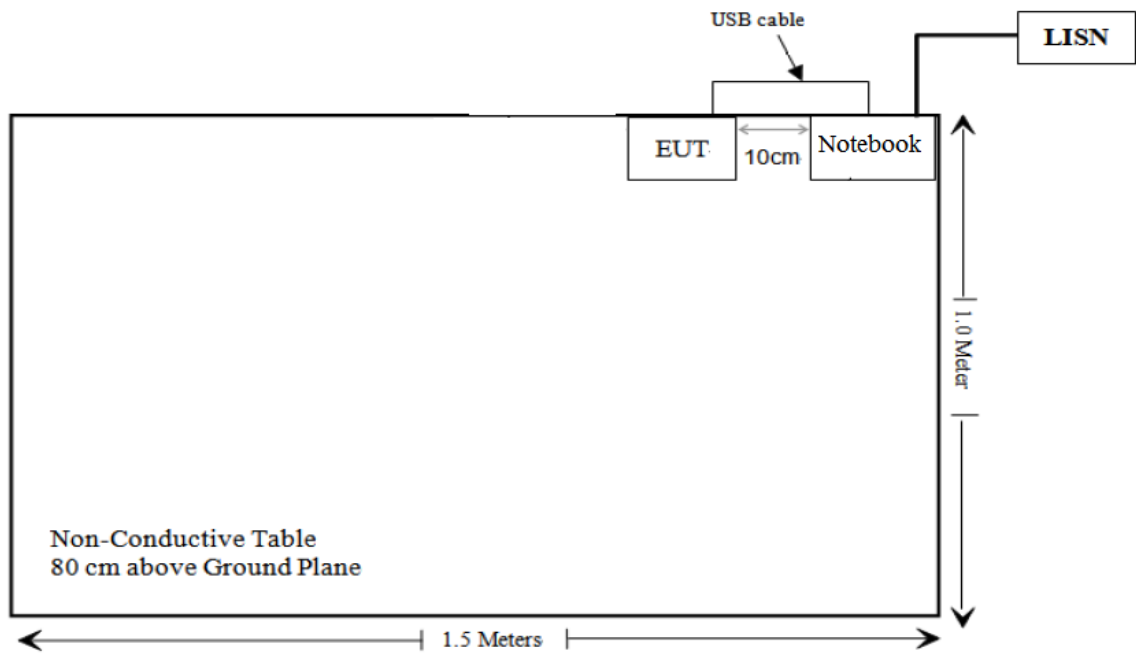 USB cable
LISN
EUT
10cm
Notebook
1.0 Meter
Non-Conductive Table
80 cm above Ground Plane
1.5 Meters